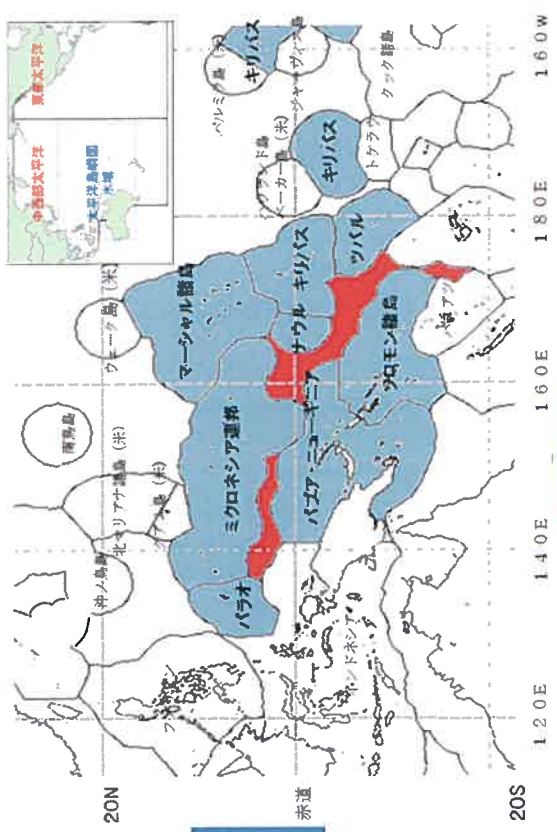 東部太平洋
中西部太平洋
太平洋島嶼国
水域
ウェーク島 (米)
南鳥島
北マリアナ諸島 (米)
沖ノ鳥島
マーシャル諸島
ミクロネシア連邦
パラオ
キリバス
ナウル
キリバス
キリバス
ツバル
トケラウ
クック諸島
パプア・ニューギニア
ソロモン諸島
20N
赤道
20S
120E
140E
160E
180E
160W